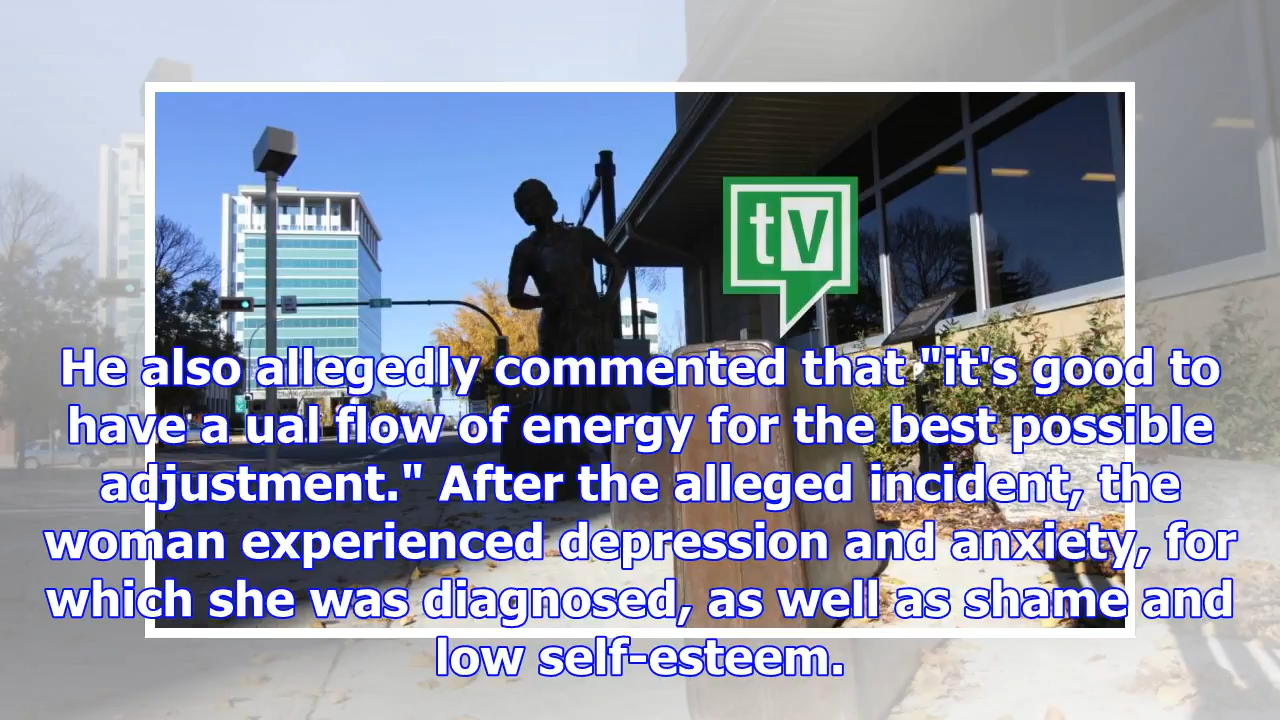 tV
He also allegedly commented that "it's good to
have a ual flow of energy for the best possible
adjustment." After the alleged incident, the
woman experienced depression and anxiety, for
which she was diagnosed, as well as shame and
low self-esteem.